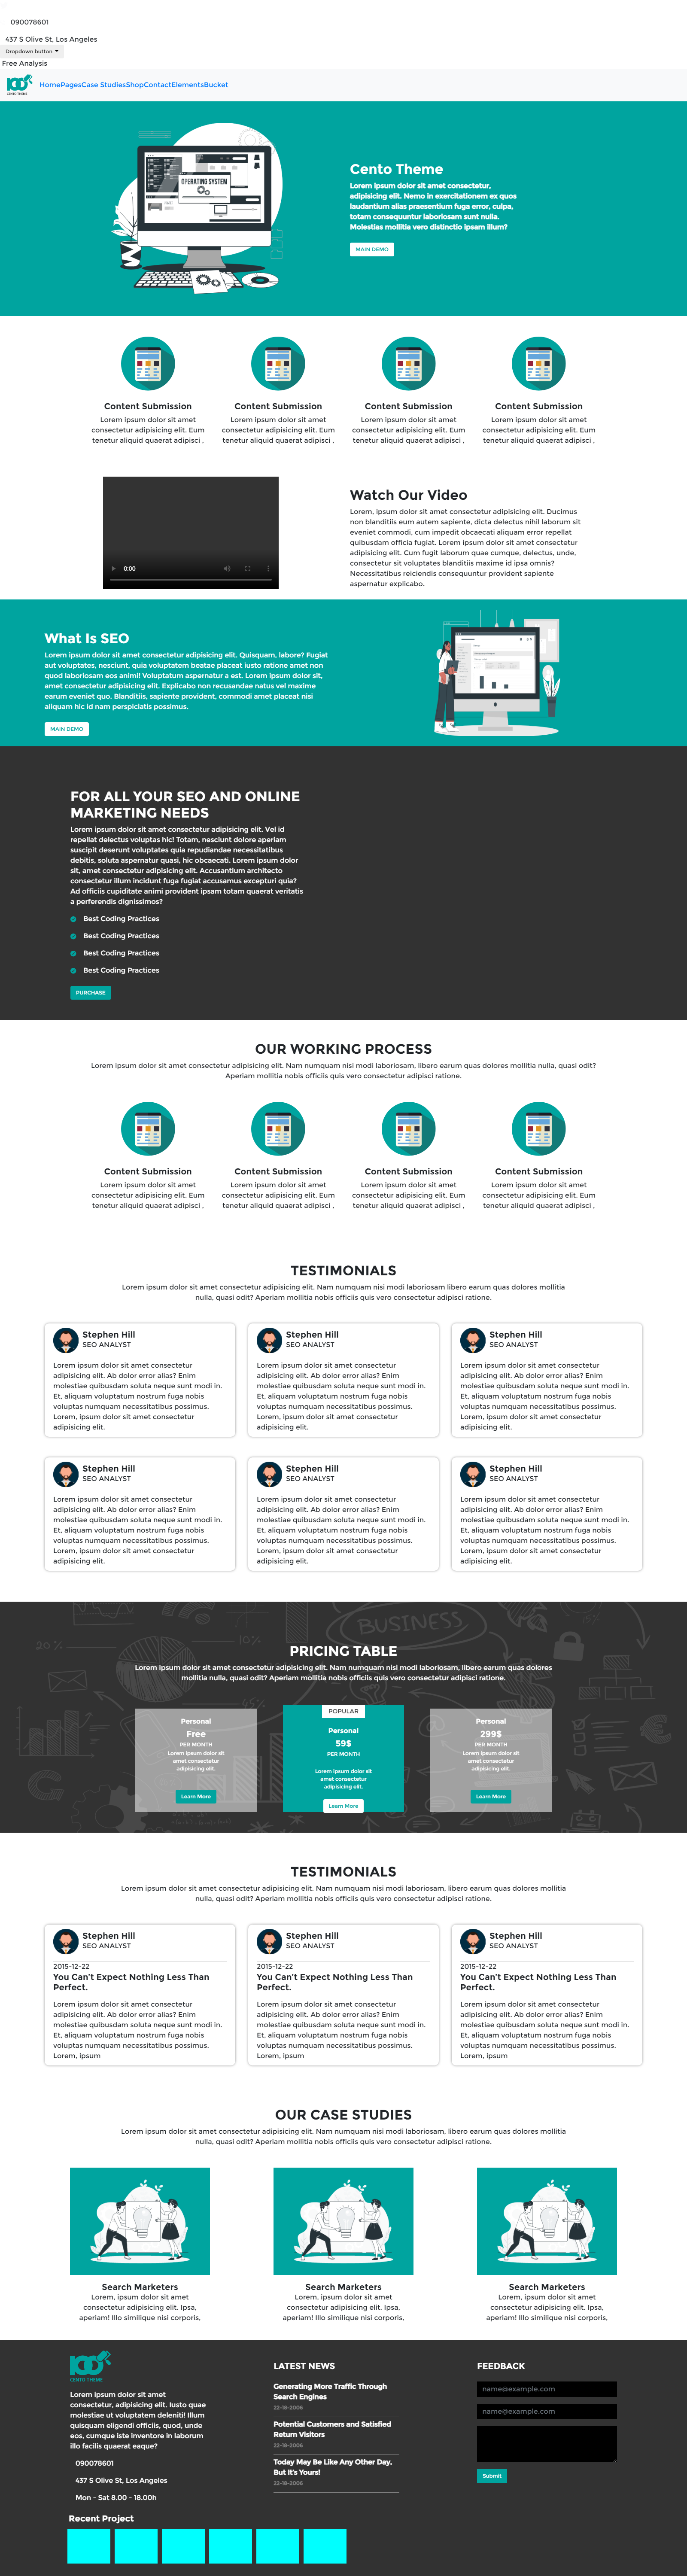 090078601
437 S Olive St, Los Angeles
Dropdown button
Free Analysis
CENTO THEME
HomePagesCase StudiesShopContactElementsBucket
OPERATING SYSTEM
Cento Theme
Lorem ipsum dolor sit amet consectetur,
adipisicing elit. Nemo in exercitationem ex quos
laudantium alias praesentium fuga error, culpa,
totam consequuntur laboriosam sunt nulla.
Molestias mollitia vero distinctio ipsam illum?
MAIN DEMO
Content Submission
Lorem ipsum dolor sit amet
consectetur adipisicing elit. Eum
tenetur aliquid quaerat adipisci ,
Content Submission
Lorem ipsum dolor sit amet
consectetur adipisicing elit. Eum
tenetur aliquid quaerat adipisci ,
Content Submission
Lorem ipsum dolor sit amet
consectetur adipisicing elit. Eum
tenetur aliquid quaerat adipisci ,
Content Submission
Lorem ipsum dolor sit amet
consectetur adipisicing elit. Eum
tenetur aliquid quaerat adipisci ,
0:00
Watch Our Video
Lorem, ipsum dolor sit amet consectetur adipisicing elit. Ducimus
non blanditiis eum autem sapiente, dicta delectus nihil laborum sit
eveniet commodi, cum impedit obcaecati aliquam error repellat
quibusdam officia fugiat. Lorem ipsum dolor sit amet consectetur
adipisicing elit. Cum fugit laborum quae cumque, delectus, unde,
consectetur sit voluptates blanditiis maxime id ipsa omnis?
Necessitatibus reiciendis consequuntur provident sapiente
aspernatur explicabo.
What Is SEO
Lorem ipsum dolor sit amet consectetur adipisicing elit. Quisquam, labore? Fugiat
aut voluptates, nesciunt, quia voluptatem beatae placeat iusto ratione amet non
quod laboriosam eos animi! Voluptatum aspernatur a est. Lorem ipsum dolor sit,
amet consectetur adipisicing elit. Explicabo non recusandae natus vel maxime
earum eveniet quo. Blanditiis, sapiente provident, commodi amet placeat nisi
aliquam hic id nam perspiciatis possimus.
MAIN DEMO
FOR ALL YOUR SEO AND ONLINE
MARKETING NEEDS
Lorem ipsum dolor sit amet consectetur adipisicing elit. Vel id
repellat delectus voluptas hic! Totam, nesciunt dolore aperiam
suscipit deserunt voluptates quia repudiandae necessitatibus
debitis, soluta aspernatur quasi, hic obcaecati. Lorem ipsum dolor
sit, amet consectetur adipisicing elit. Accusantium architecto
consectetur illum incidunt fuga fugiat accusamus excepturi quia?
Ad officiis cupiditate animi provident ipsam totam quaerat veritatis
a perferendis dignissimos?
Best Coding Practices
Best Coding Practices
Best Coding Practices
Best Coding Practices
PURCHASE
OUR WORKING PROCESS
Lorem ipsum dolor sit amet consectetur adipisicing elit. Nam numquam nisi modi laboriosam, libero earum quas dolores mollitia nulla, quasi odit?
Aperiam mollitia nobis officiis quis vero consectetur adipisci ratione.
Content Submission
Lorem ipsum dolor sit amet
consectetur adipisicing elit. Eum
tenetur aliquid quaerat adipisci ,
Content Submission
Lorem ipsum dolor sit amet
consectetur adipisicing elit. Eum
tenetur aliquid quaerat adipisci ,
Content Submission
Lorem ipsum dolor sit amet
consectetur adipisicing elit. Eum
tenetur aliquid quaerat adipisci ,
Content Submission
Lorem ipsum dolor sit amet
consectetur adipisicing elit. Eum
tenetur aliquid quaerat adipisci ,
TESTIMONIALS
Lorem ipsum dolor sit amet consectetur adipisicing elit. Nam numquam nisi modi laboriosam libero earum quas dolores mollitia
nulla, quasi odit? Aperiam mollitia nobis officiis quis vero consectetur adipisci ratione.
Stephen Hill
SEO ANALYST
Lorem ipsum dolor sit amet consectetur
adipisicing elit. Ab dolor error alias? Enim
molestiae quibusdam soluta neque sunt modi in.
Et, aliquam voluptatum nostrum fuga nobis
voluptas numquam necessitatibus possimus.
Lorem, ipsum dolor sit amet consectetur
adipisicing elit.
Stephen Hill
SEO ANALYST
Lorem ipsum dolor sit amet consectetur
adipisicing elit. Ab dolor error alias? Enim
molestiae quibusdam soluta neque sunt modi in.
Et, aliquam voluptatum nostrum fuga nobis
voluptas numquam necessitatibus possimus.
Lorem, ipsum dolor sit amet consectetur
adipisicing elit.
Stephen Hill
SEO ANALYST
Lorem ipsum dolor sit amet consectetur
adipisicing elit. Ab dolor error alias? Enim
molestiae quibusdam soluta neque sunt modi in.
Et, aliquam voluptatum nostrum fuga nobis
voluptas numquam necessitatibus possimus.
Lorem, ipsum dolor sit amet consectetur
adipisicing elit.
Stephen Hill
SEO ANALYST
Lorem ipsum dolor sit amet consectetur
adipisicing elit. Ab dolor error alias? Enim
molestiae quibusdam soluta neque sunt modi in.
Et, aliquam voluptatum nostrum fuga nobis
voluptas numquam necessitatibus possimus.
Lorem, ipsum dolor sit amet consectetur
adipisicing elit.
Stephen Hill
SEO ANALYST
Lorem ipsum dolor sit amet consectetur
adipisicing elit. Ab dolor error alias? Enim
molestiae quibusdam soluta neque sunt modi in.
Et, aliquam voluptatum nostrum fuga nobis
voluptas numquam necessitatibus possimus.
Lorem, ipsum dolor sit amet consectetur
adipisicing elit.
Stephen Hill
SEO ANALYST
Lorem ipsum dolor sit amet consectetur
adipisicing elit. Ab dolor error alias? Enim
molestiae quibusdam soluta neque sunt modi in.
Et, aliquam voluptatum nostrum fuga nobis
voluptas numquam necessitatibus possimus.
Lorem, ipsum dolor sit amet consectetur
adipisicing elit.
BUSINESS
20 %
10%
65%
PRICING TABLE
Lorem ipsum dolor sit amet consectetur adipisicing elit. Nam numquam nisi modi laboriosam, libero earum quas dolores
mollitia nulla, quasi odit? Aperiam mollitia nobis officiis quis vero consectetur adipisci ratione.
Personal
Free
PER MONTH
Lorem ipsum dolor sit
amet consectetur
adipisicing elit.
Learn More
POPULAR
Personal
59$
PER MONTH
Lorem ipsum dolor sit
amet consectetur
adipisicing elit.
Learn More
Personal
299$
PER MONTH
Lorem ipsum dolor sit
amet consectetur
adipisicing elit.
Learn More
TESTIMONIALS
Lorem ipsum dolor sit amet consectetur adipisicing elit. Nam numquam nisi modi laboriosam, libero earum quas dolores mollitia
nulla, quasi odit? Aperiam mollitia nobis officiis quis vero consectetur adipisci ratione.
Stephen Hill
SEO ANALYST
2015-12-22
You Can't Expect Nothing Less Than
Perfect.
Lorem ipsum dolor sit amet consectetur
adipisicing elit. Ab dolor error alias? Enim
molestiae quibusdam soluta neque sunt modi in.
Et, aliquam voluptatum nostrum fuga nobis
voluptas numquam necessitatibus possimus.
Lorem, ipsum
Stephen Hill
SEO ANALYST
2015-12-22
You Can't Expect Nothing Less Than
Perfect.
Lorem ipsum dolor sit amet consectetur
adipisicing elit. Ab dolor error alias? Enim
molestiae quibusdam soluta neque sunt modi in.
Et, aliquam voluptatum nostrum fuga nobis
voluptas numquam necessitatibus possimus.
Lorem, ipsum
Stephen Hill
SEO ANALYST
2015-12-22
You Can't Expect Nothing Less Than
Perfect.
Lorem ipsum dolor sit amet consectetur
adipisicing elit. Ab dolor error alias? Enim
molestiae quibusdam soluta neque sunt modi in.
Et, aliquam voluptatum nostrum fuga nobis
voluptas numquam necessitatibus possimus.
Lorem, ipsum
OUR CASE STUDIES
Lorem ipsum dolor sit amet consectetur adipisicing elit. Nam numquam nisi modi laboriosam, libero earum quas dolores mollitia
nulla, quasi odit? Aperiam mollitia nobis officiis quis vero consectetur adipisci ratione.
Search Marketers
Lorem ipsum dolor sit, amet
consectetur adipisicing elit. Ipsa,
aperiam! Illo similique nisi corporis,
Search Marketers
Lorem ipsum dolor sit, amet
consectetur adipisicing elit. Ipsa,
aperiam! Illo similique nisi corporis,
Search Marketers
Lorem ipsum dolor sit, amet
consectetur adipisicing elit. Ipsa,
aperiam! Illo similique nisi corporis,
CENTO THEME
Lorem ipsum dolor sit amet
consectetur, adipisicing elit. Iusto quae
molestiae ut voluptatem deleniti! Illum
quisquam eligendi officiis, quod, unde
eos, cumque iste inventore in laborum
illo facilis quaerat eaque?
090078601
437 S Olive St, Los Angeles
Mon - Sat 8.00 - 18.00h
LATEST NEWS
Generating More Traffic Through
Search Engines
22-18-2006
Potential Customers and Satisfied
Return Visitors
22-18-2006
Today May Be Like Any Other Day,
But It's Yours!
22-18-2006
FEEDBACK
name@example.com
name@example.com
Submit
Recent Project